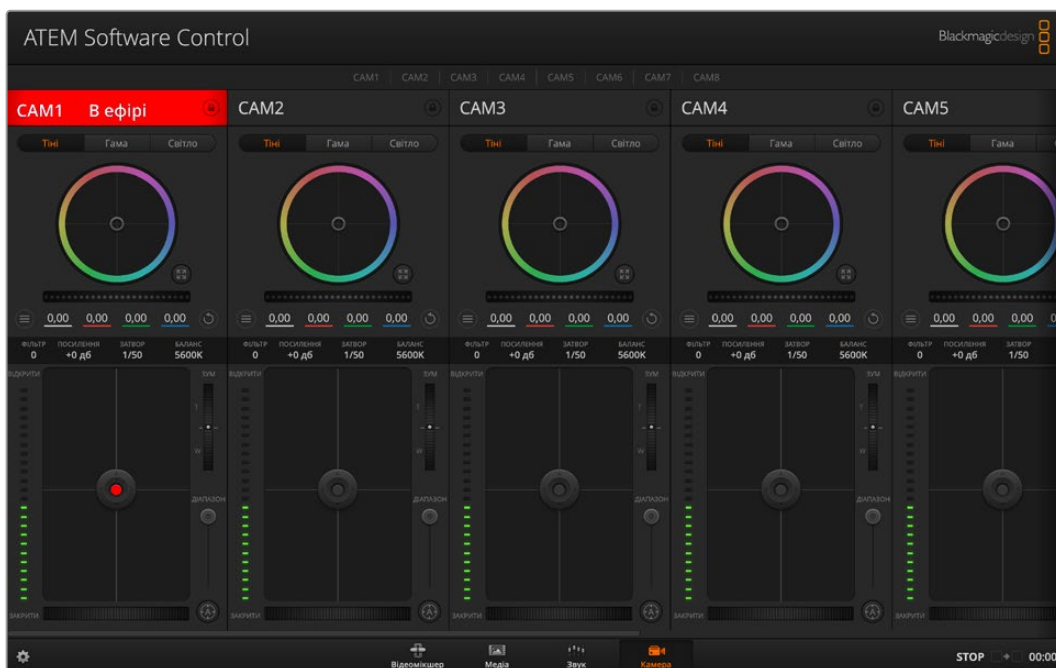 ATEM Software Control
Blackmagicdesign
CAM1 CAM2 CAM3 CAM4 CAM5 CAM6 CAM7 CAM8
CAM1 В ефірі CAM2 CAM3 CAM4 CAM5
Тіні Гама Світло Тіні Гама Світло Тіні Гама Світло Тіні Гама Світло Тіні Гама
0,00 0,00 0,00 0,00 0,00 0,00 0,00 0,00 0,00 0,00 0,00 0,00 0,00 0,00 0,00 0,00 0,00 0,00 0,00
ФІЛЬТР ПОСИЛЕННЯ ЗАТВОР БАЛАНС ФІЛЬТР ПОСИЛЕННЯ ЗАТВОР БАЛАНС ФІЛЬТР ПОСИЛЕННЯ ЗАТВОР БАЛАНС ФІЛЬТР ПОСИЛЕННЯ ЗАТВОР БАЛАНС ФІЛЬТР ПОСИЛЕННЯ ЗАТВОР
0 +0 дб 1/50 5600K 0 +0 дб 1/50 5600K 0 +0 дб 1/50 5600K 0 +0 дб 1/50 5600K 0 +0 дб 1/50
ВІДКРИТИ ЗУМ ВІДКРИТИ ЗУМ ВІДКРИТИ ЗУМ ВІДКРИТИ ЗУМ ВІДКРИТИ
T T T T
W W W W
ДІАПАЗОН ДІАПАЗОН ДІАПАЗОН ДІАПАЗОН
ЗАКРИТИ A ЗАКРИТИ A ЗАКРИТИ A ЗАКРИТИ A ЗАКРИТИ
STOP 00:00
Відеомікшер Медіа Звук Камера